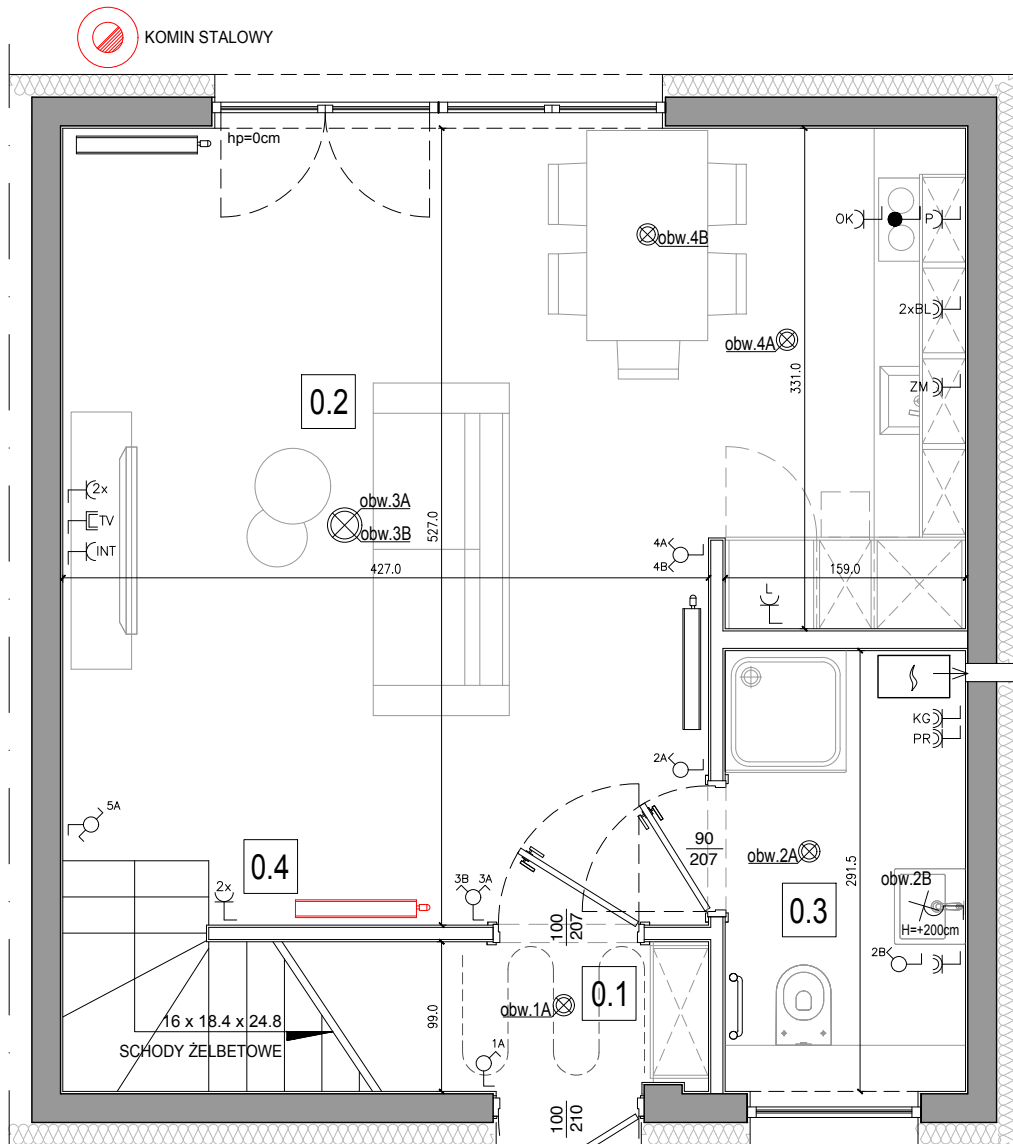 KOMIN STALOWY
hp=0cm
OK
P
obw.4B
2xBL
obw.4A
331.0
ZM
0.2
2x
obw.3A
TV
obw.3B
527.0
INT
4A
4B
427.0
159.0
L
KG
PR
2A
5A
90
207
obw.2A
291.5
0.4
2x
3B 3A
obw.2B
0.3
H=+200cm
100
207
2B
0.1
obw.1A
99.0
16 x 18.4 x 24.8
SCHODY ŻELBETOWE
1A
100
210